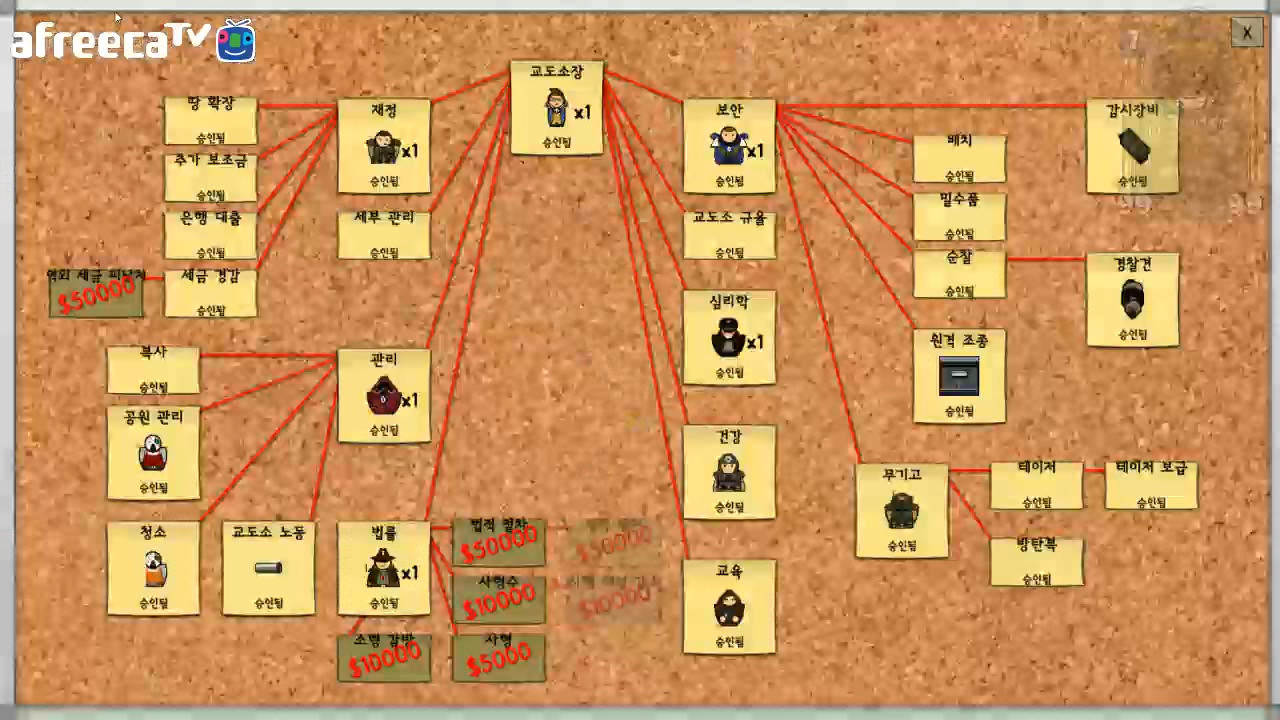 afreecaTV
X
교도소장
x1
승인됨
땅 확장
승인됨
재정
x1
승인됨
보안
x1
승인됨
감시장비
승인됨
추가 보조금
승인됨
배치
승인됨
은행 대출
승인됨
세부 관리
승인됨
교도소 규율
승인됨
밀수품
승인됨
$50000
세금 경감
승인됨
순찰
승인됨
경찰견
승인됨
심리학
x1
승인됨
원격 조종
승인됨
복사
승인됨
관리
x1
승인됨
공원 관리
승인됨
건강
승인됨
무기고
승인됨
테이저
승인됨
테이저 보급
승인됨
방탄복
승인됨
청소
승인됨
교도소 노동
승인됨
법률
x1
승인됨
법적 절차
$50000
$50000
사형수
$10000
$10000
교육
승인됨
소형 감방
$10000
사형
$5000